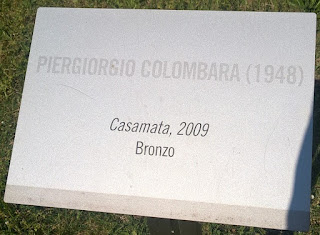 PIERGIORGIO COLOMBARA (1948)
Casamata, 2009
Bronzo